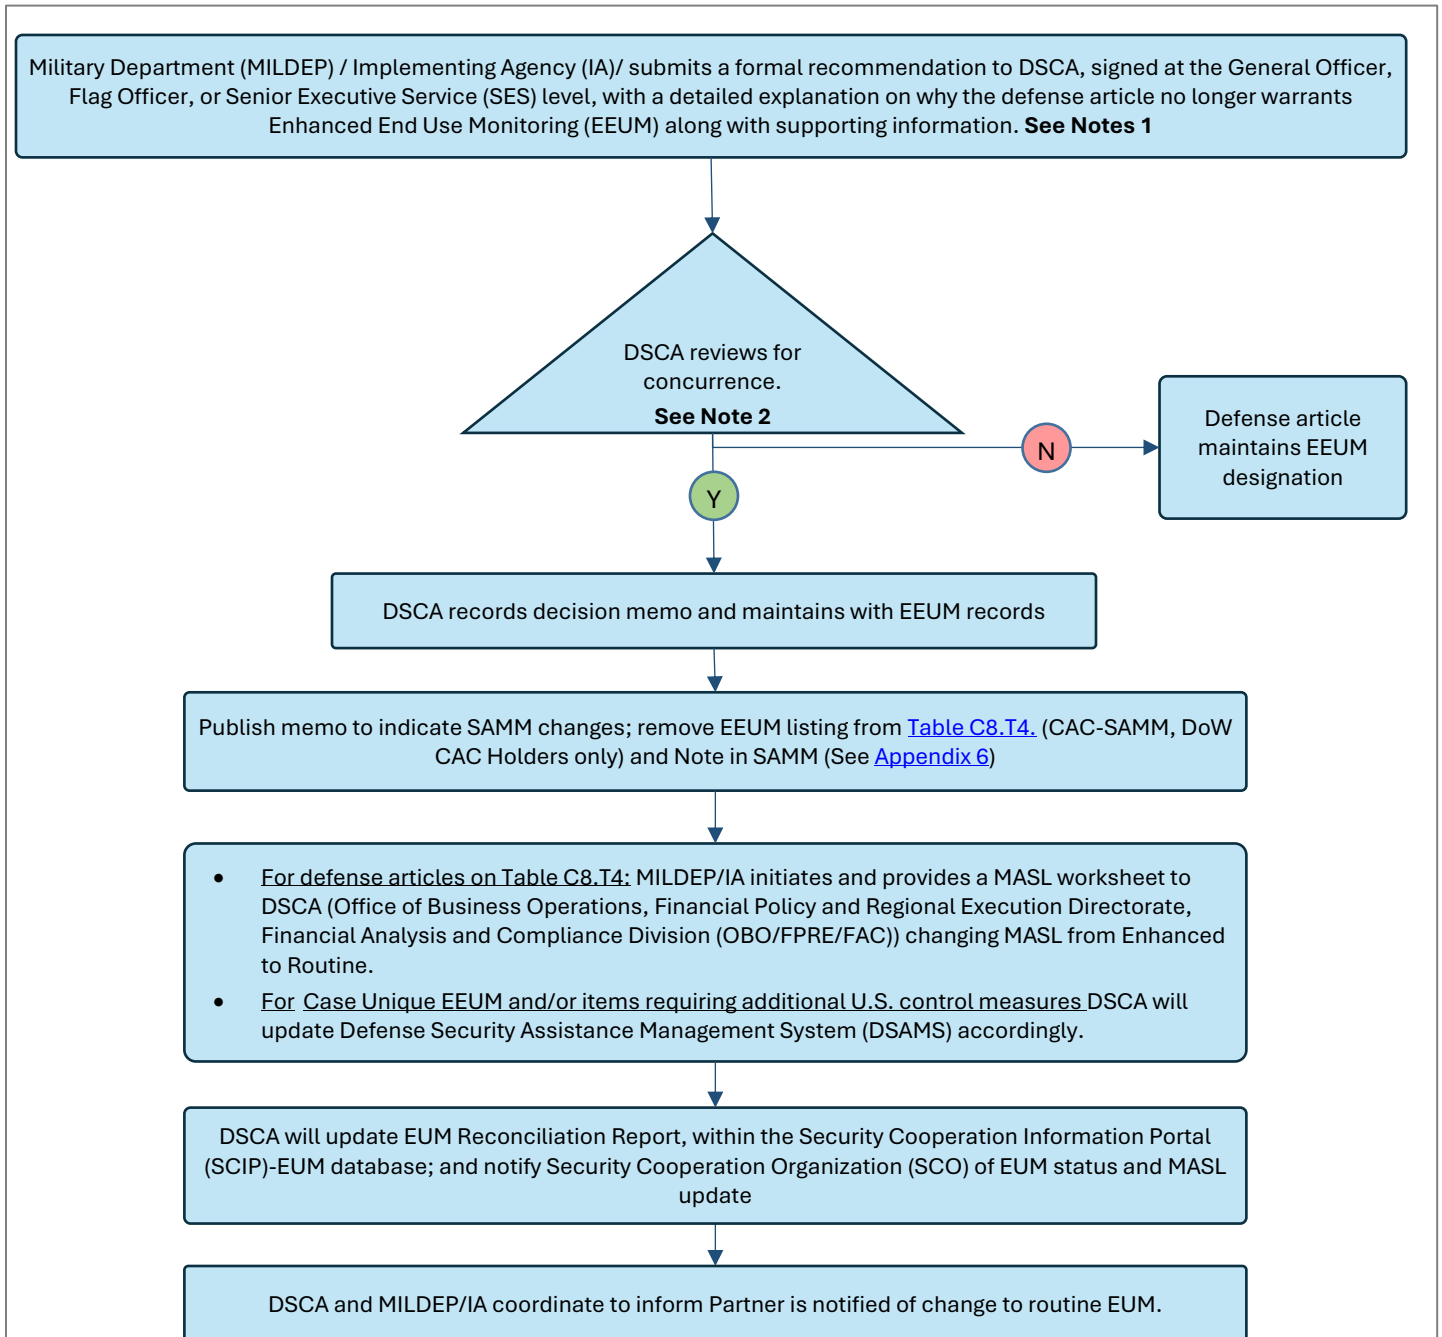 Military Department (MILDEP) / Implementing Agency (IA)/ submits a formal recommendation to DSCA, signed at the General Officer,
Flag Officer, or Senior Executive Service (SES) level, with a detailed explanation on why the defense article no longer warrants
Enhanced End Use Monitoring (EEUM) along with supporting information. See Notes 1
DSCA reviews for
concurrence.
See Note 2
N
Defense article
maintains EEUM
designation
Y
DSCA records decision memo and maintains with EEUM records
Publish memo to indicate SAMM changes; remove EEUM listing from Table C8.T4. (CAC-SAMM, DoW
CAC Holders only) and Note in SAMM (See Appendix 6)
• For defense articles on Table C8.T4: MILDEP/IA initiates and provides a MASL worksheet to
DSCA (Office of Business Operations, Financial Policy and Regional Execution Directorate,
Financial Analysis and Compliance Division (OBO/FPRE/FAC)) changing MASL from Enhanced
to Routine.
• For Case Unique EEUM and/or items requiring additional U.S. control measures DSCA will
update Defense Security Assistance Management System (DSAMS) accordingly.
DSCA will update EUM Reconciliation Report, within the Security Cooperation Information Portal
(SCIP)-EUM database; and notify Security Cooperation Organization (SCO) of EUM status and MASL
update
DSCA and MILDEP/IA coordinate to inform Partner is notified of change to routine EUM.